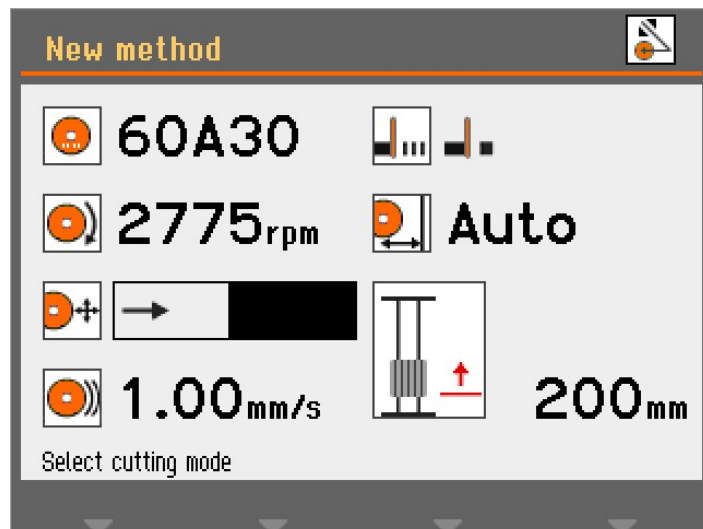 New method
60A30
2775rpm
Auto
1.00mm/s
200mm
Select cutting mode